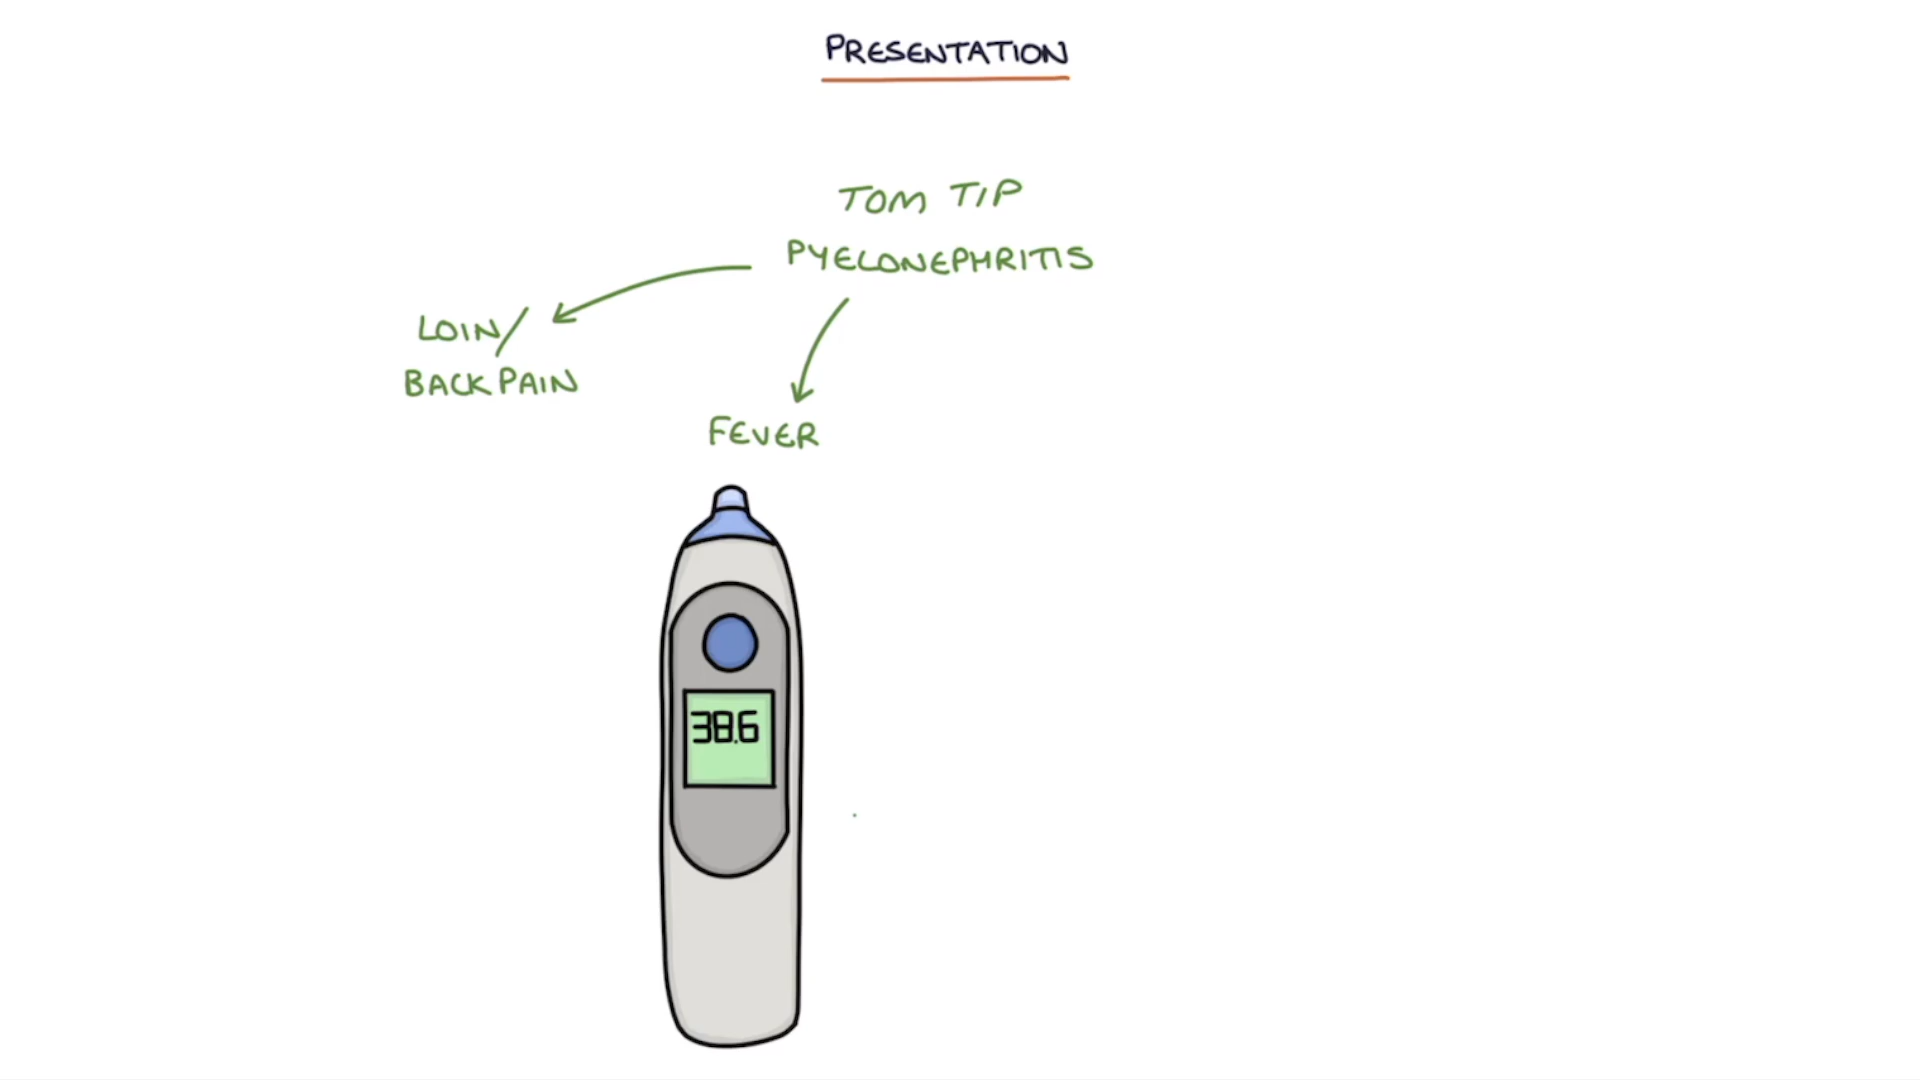 PRESENTATION
TOM TIP
PYELONEPHRITIS
LOIN/
BACK PAIN
FEVER
38.6